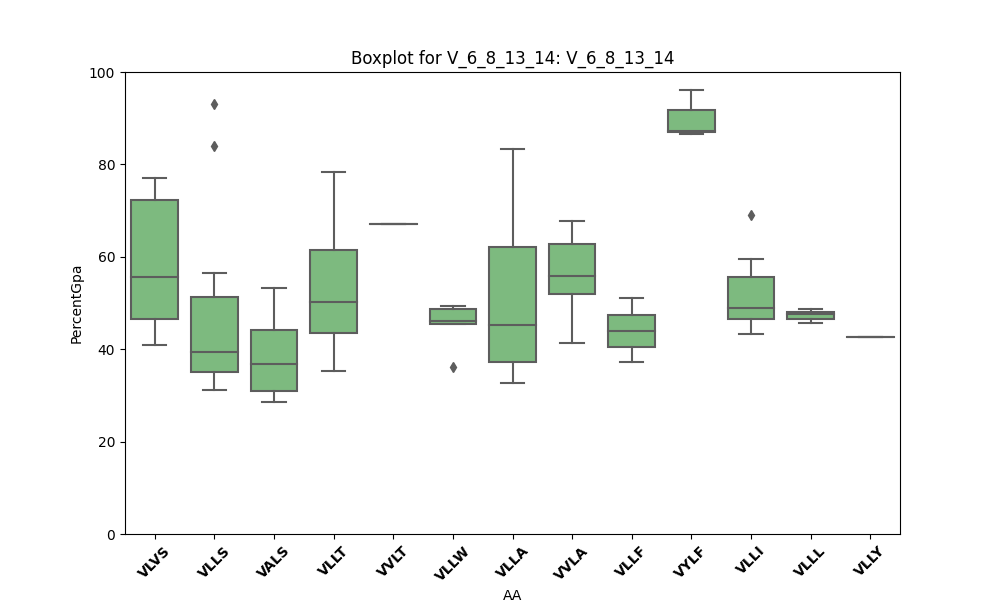 Boxplot for V_6_8_13_14: V_6_8_13_14
100
80
60
40
20
0
PercentGpa
VLVS
VLLS
VALS
VLLT
VVLT
VLLW
VLLA
VVLA
VLLF
VYLF
VLLI
VLLL
VLLY
AA